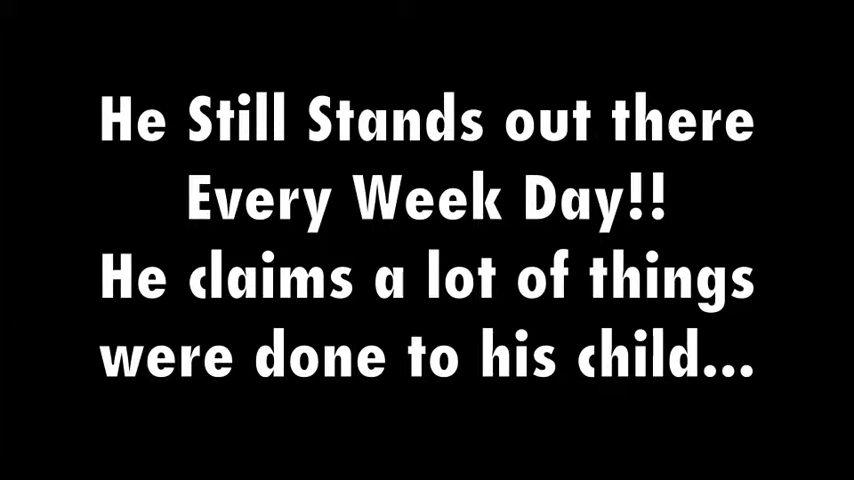 He Still Stands out there
Every Week Day!!
He claims a lot of things
were done to his child...